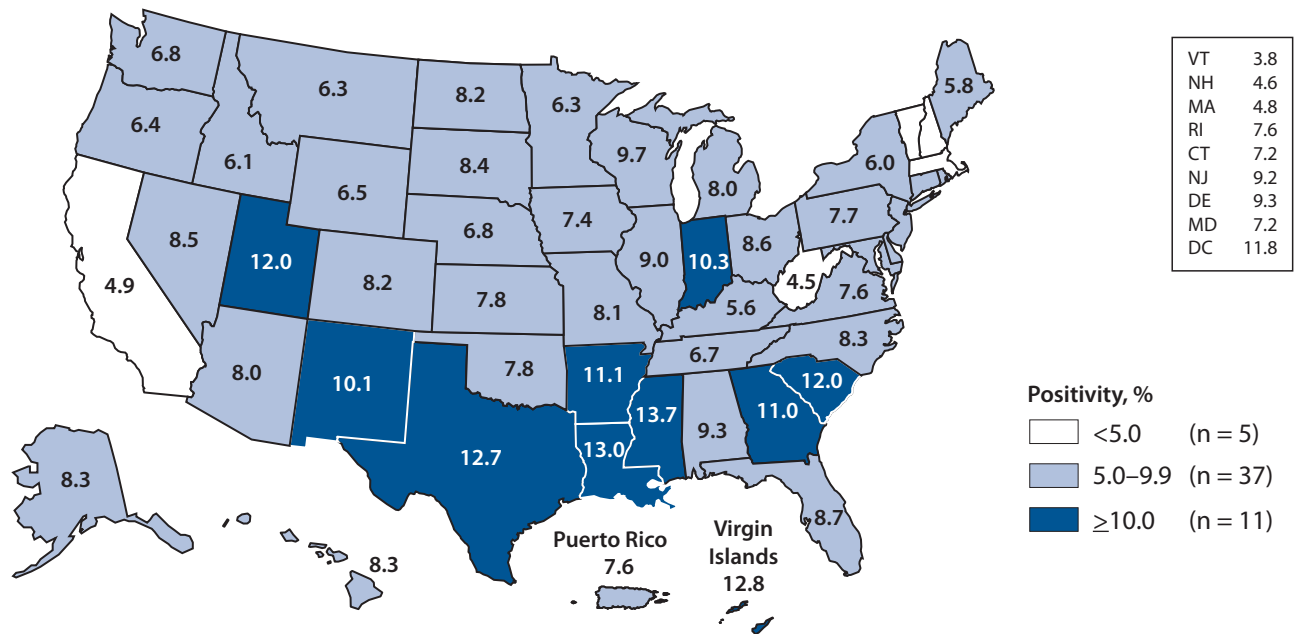 6.8
6.3
8.2
6.3
5.8
6.4
6.1
6.5
8.4
9.7
8.0
6.0
8.5
12.0
8.2
6.8
7.4
9.0
10.3
8.6
7.7
4.9
7.8
8.1
5.6
4.5
7.6
8.0
10.1
7.8
11.1
6.7
8.3
12.7
13.0
13.7
9.3
11.0
12.0
8.7
8.3
8.3
Puerto Rico
7.6
Virgin
Islands
12.8
VT 3.8
NH 4.6
MA 4.8
RI 7.6
CT 7.2
NJ 9.2
DE 9.3
MD 7.2
DC 11.8
Positivity, %
<5.0 (n = 5)
5.0–9.9 (n = 37)
≥10.0 (n = 11)